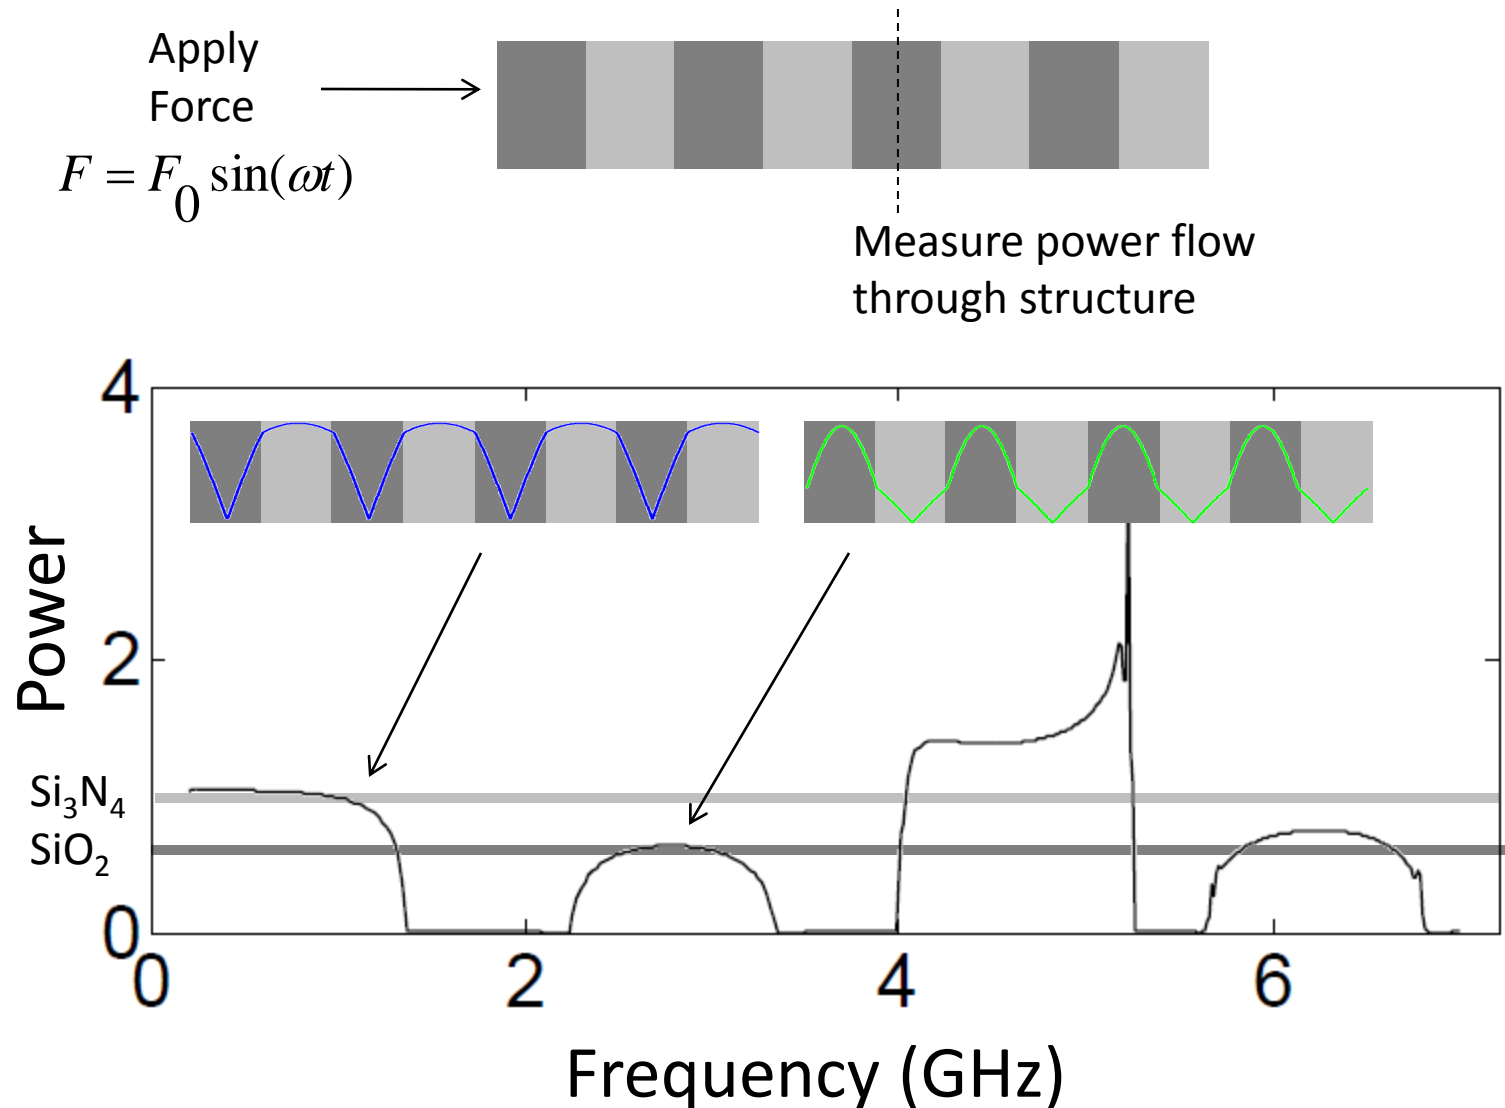 Apply
Force
F = F₀ sin(ωt)
Measure power flow
through structure
4
2
0
Power
Si₃N₄
SiO₂
0 2 4 6
Frequency (GHz)